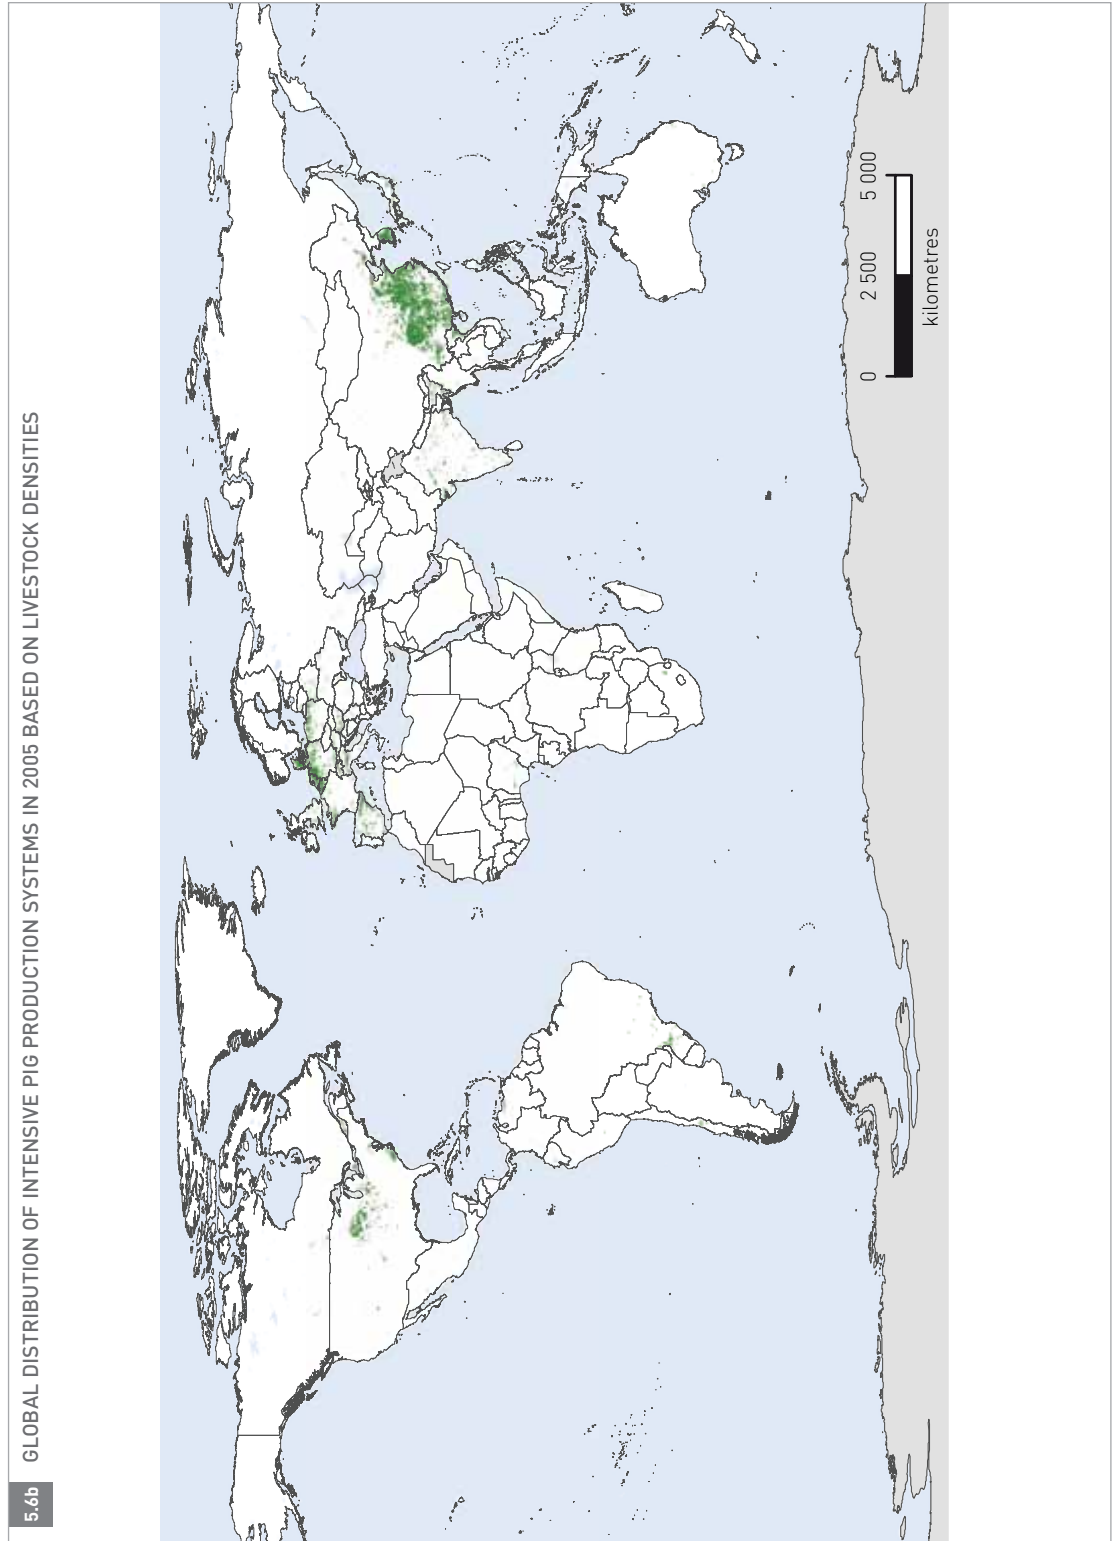 5.6b
GLOBAL DISTRIBUTION OF INTENSIVE PIG PRODUCTION SYSTEMS IN 2005 BASED ON LIVESTOCK DENSITIES
0 2 500 5 000
kilometres